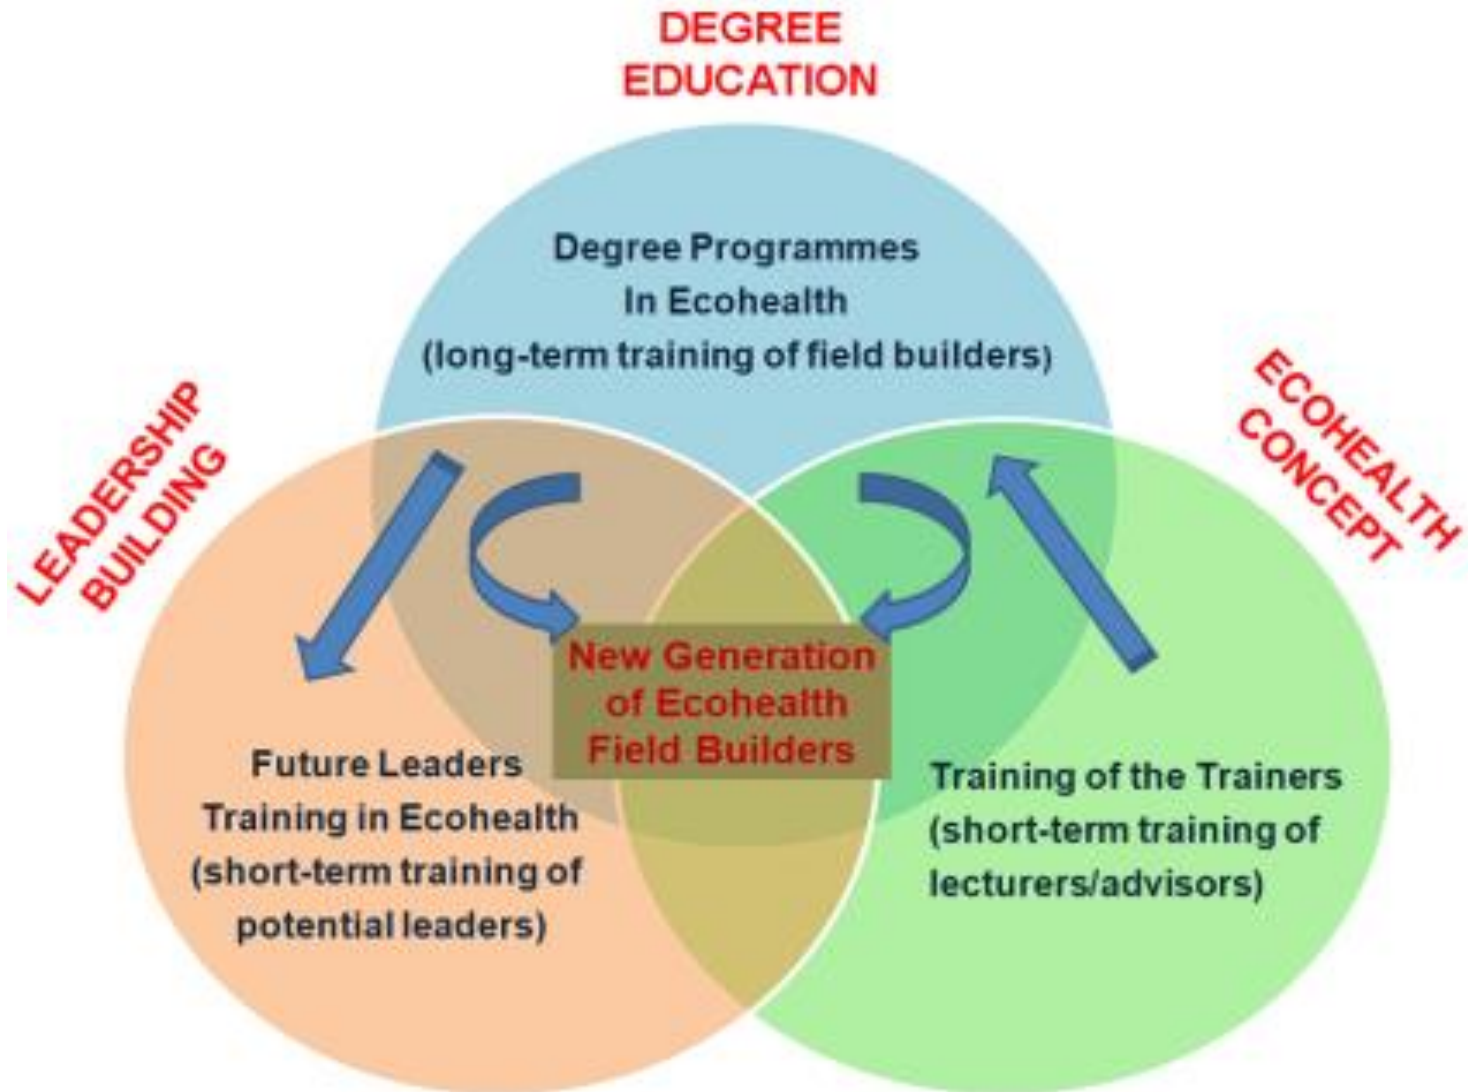 DEGREE
EDUCATION
Degree Programmes
In Ecohealth
(long-term training of field builders)
LEADERSHIP
BUILDING
ECOHEALTH
CONCEPT
New Generation
of Ecohealth
Field Builders
Future Leaders
Training in Ecohealth
(short-term training of
potential leaders)
Training of the Trainers
(short-term training of
lecturers/advisors)